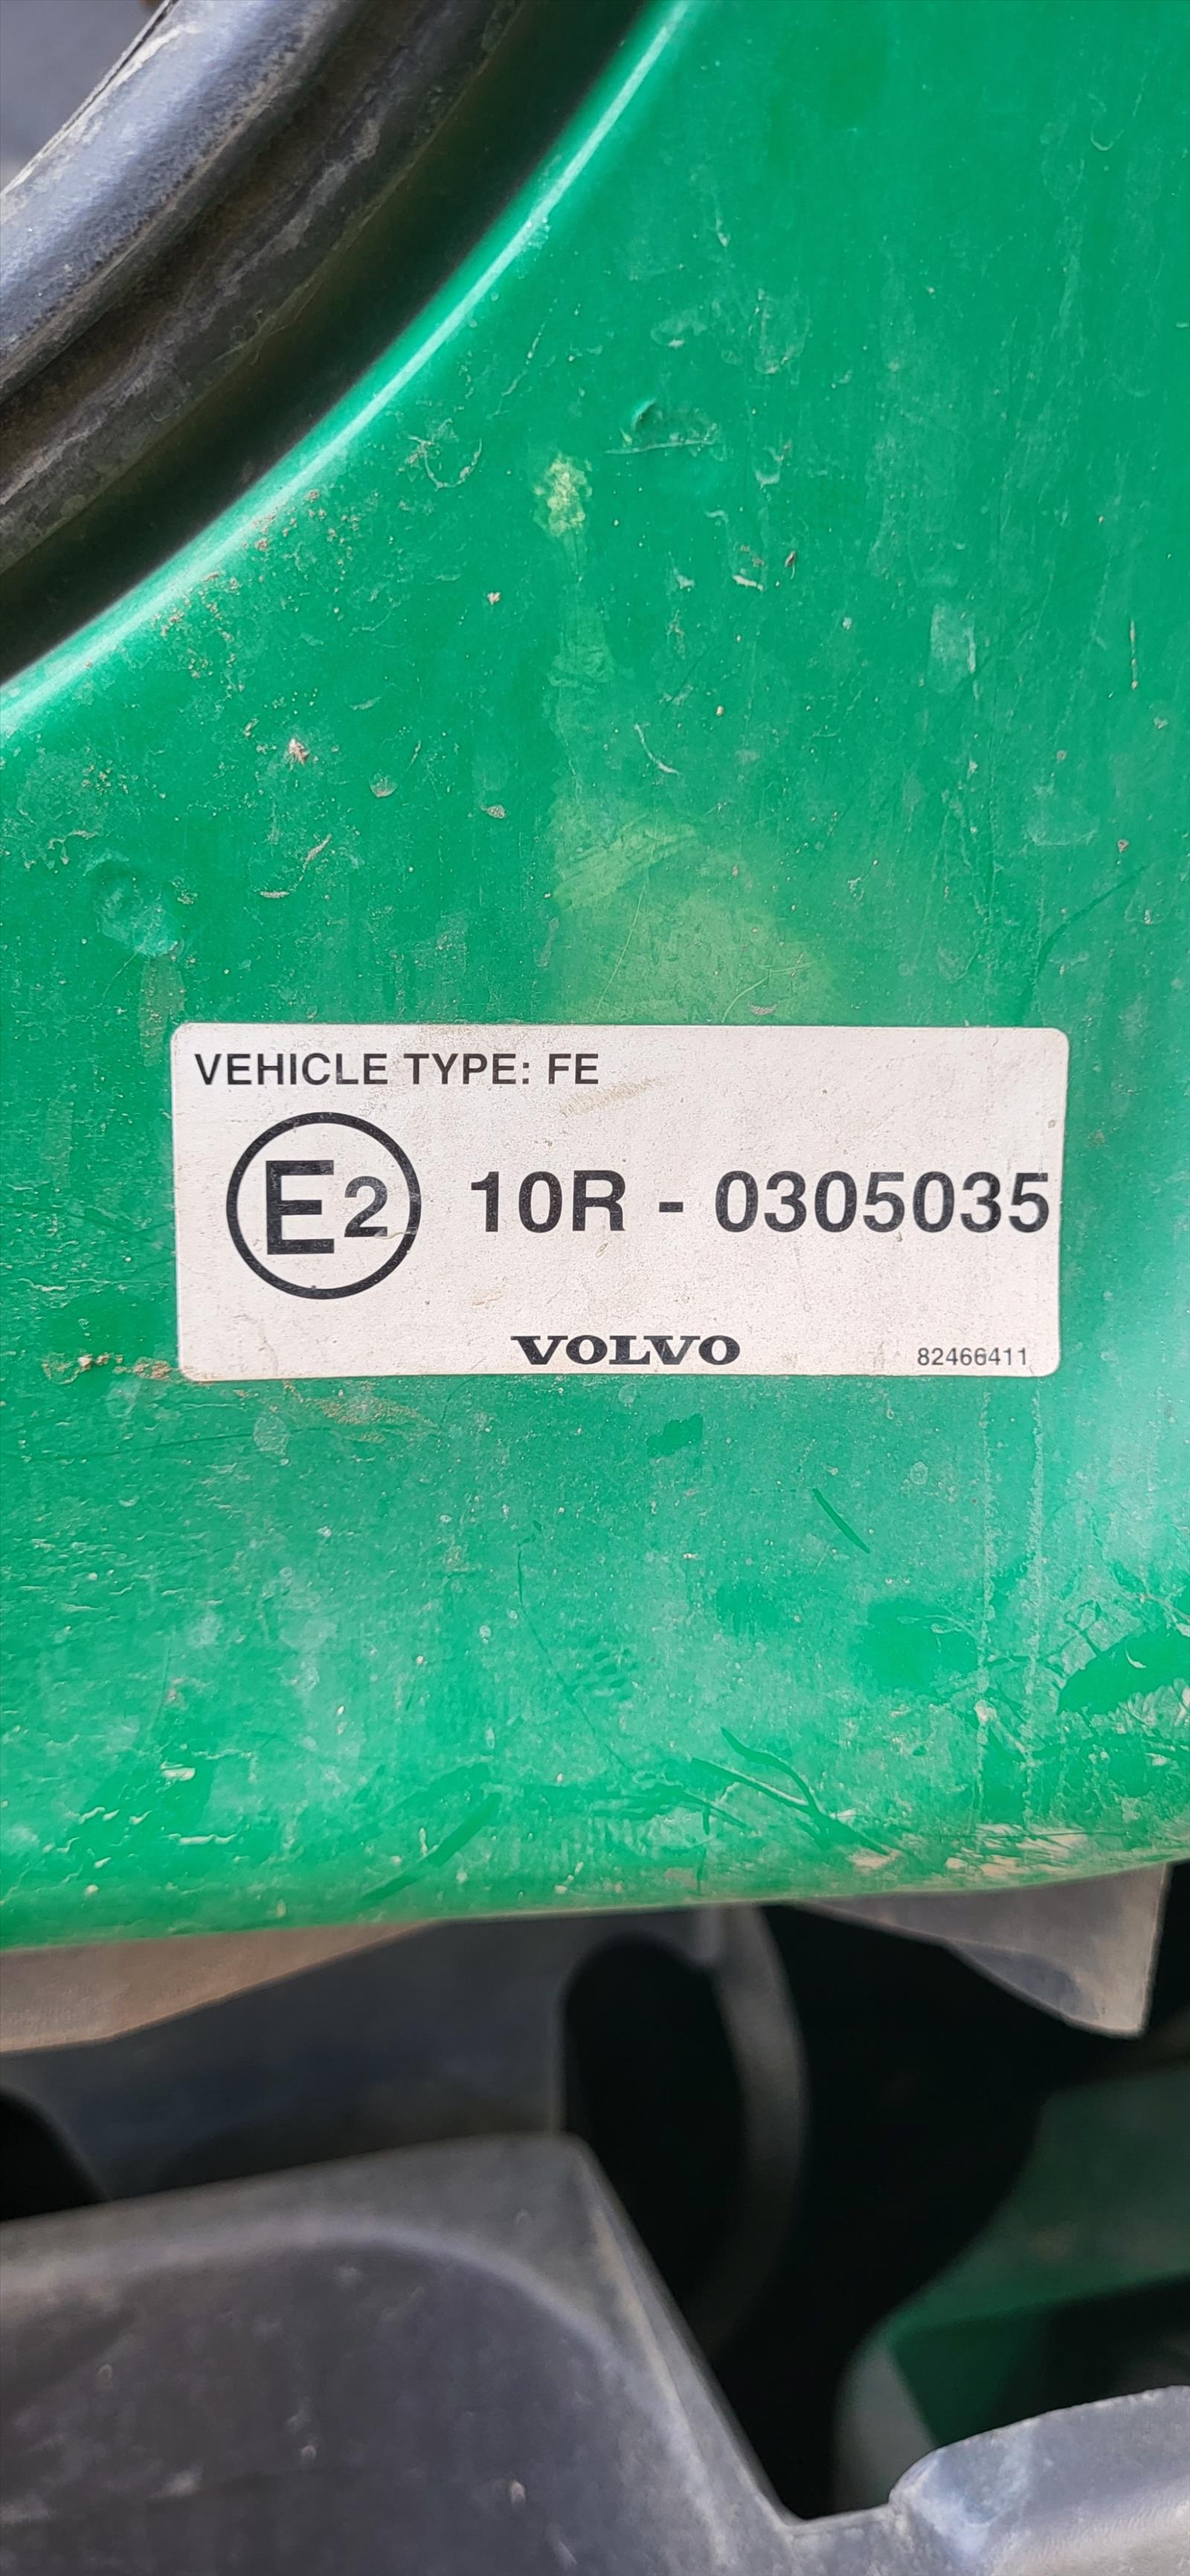 VEHICLE TYPE: FE
E2 10R - 0305035
VOLVO 82466411